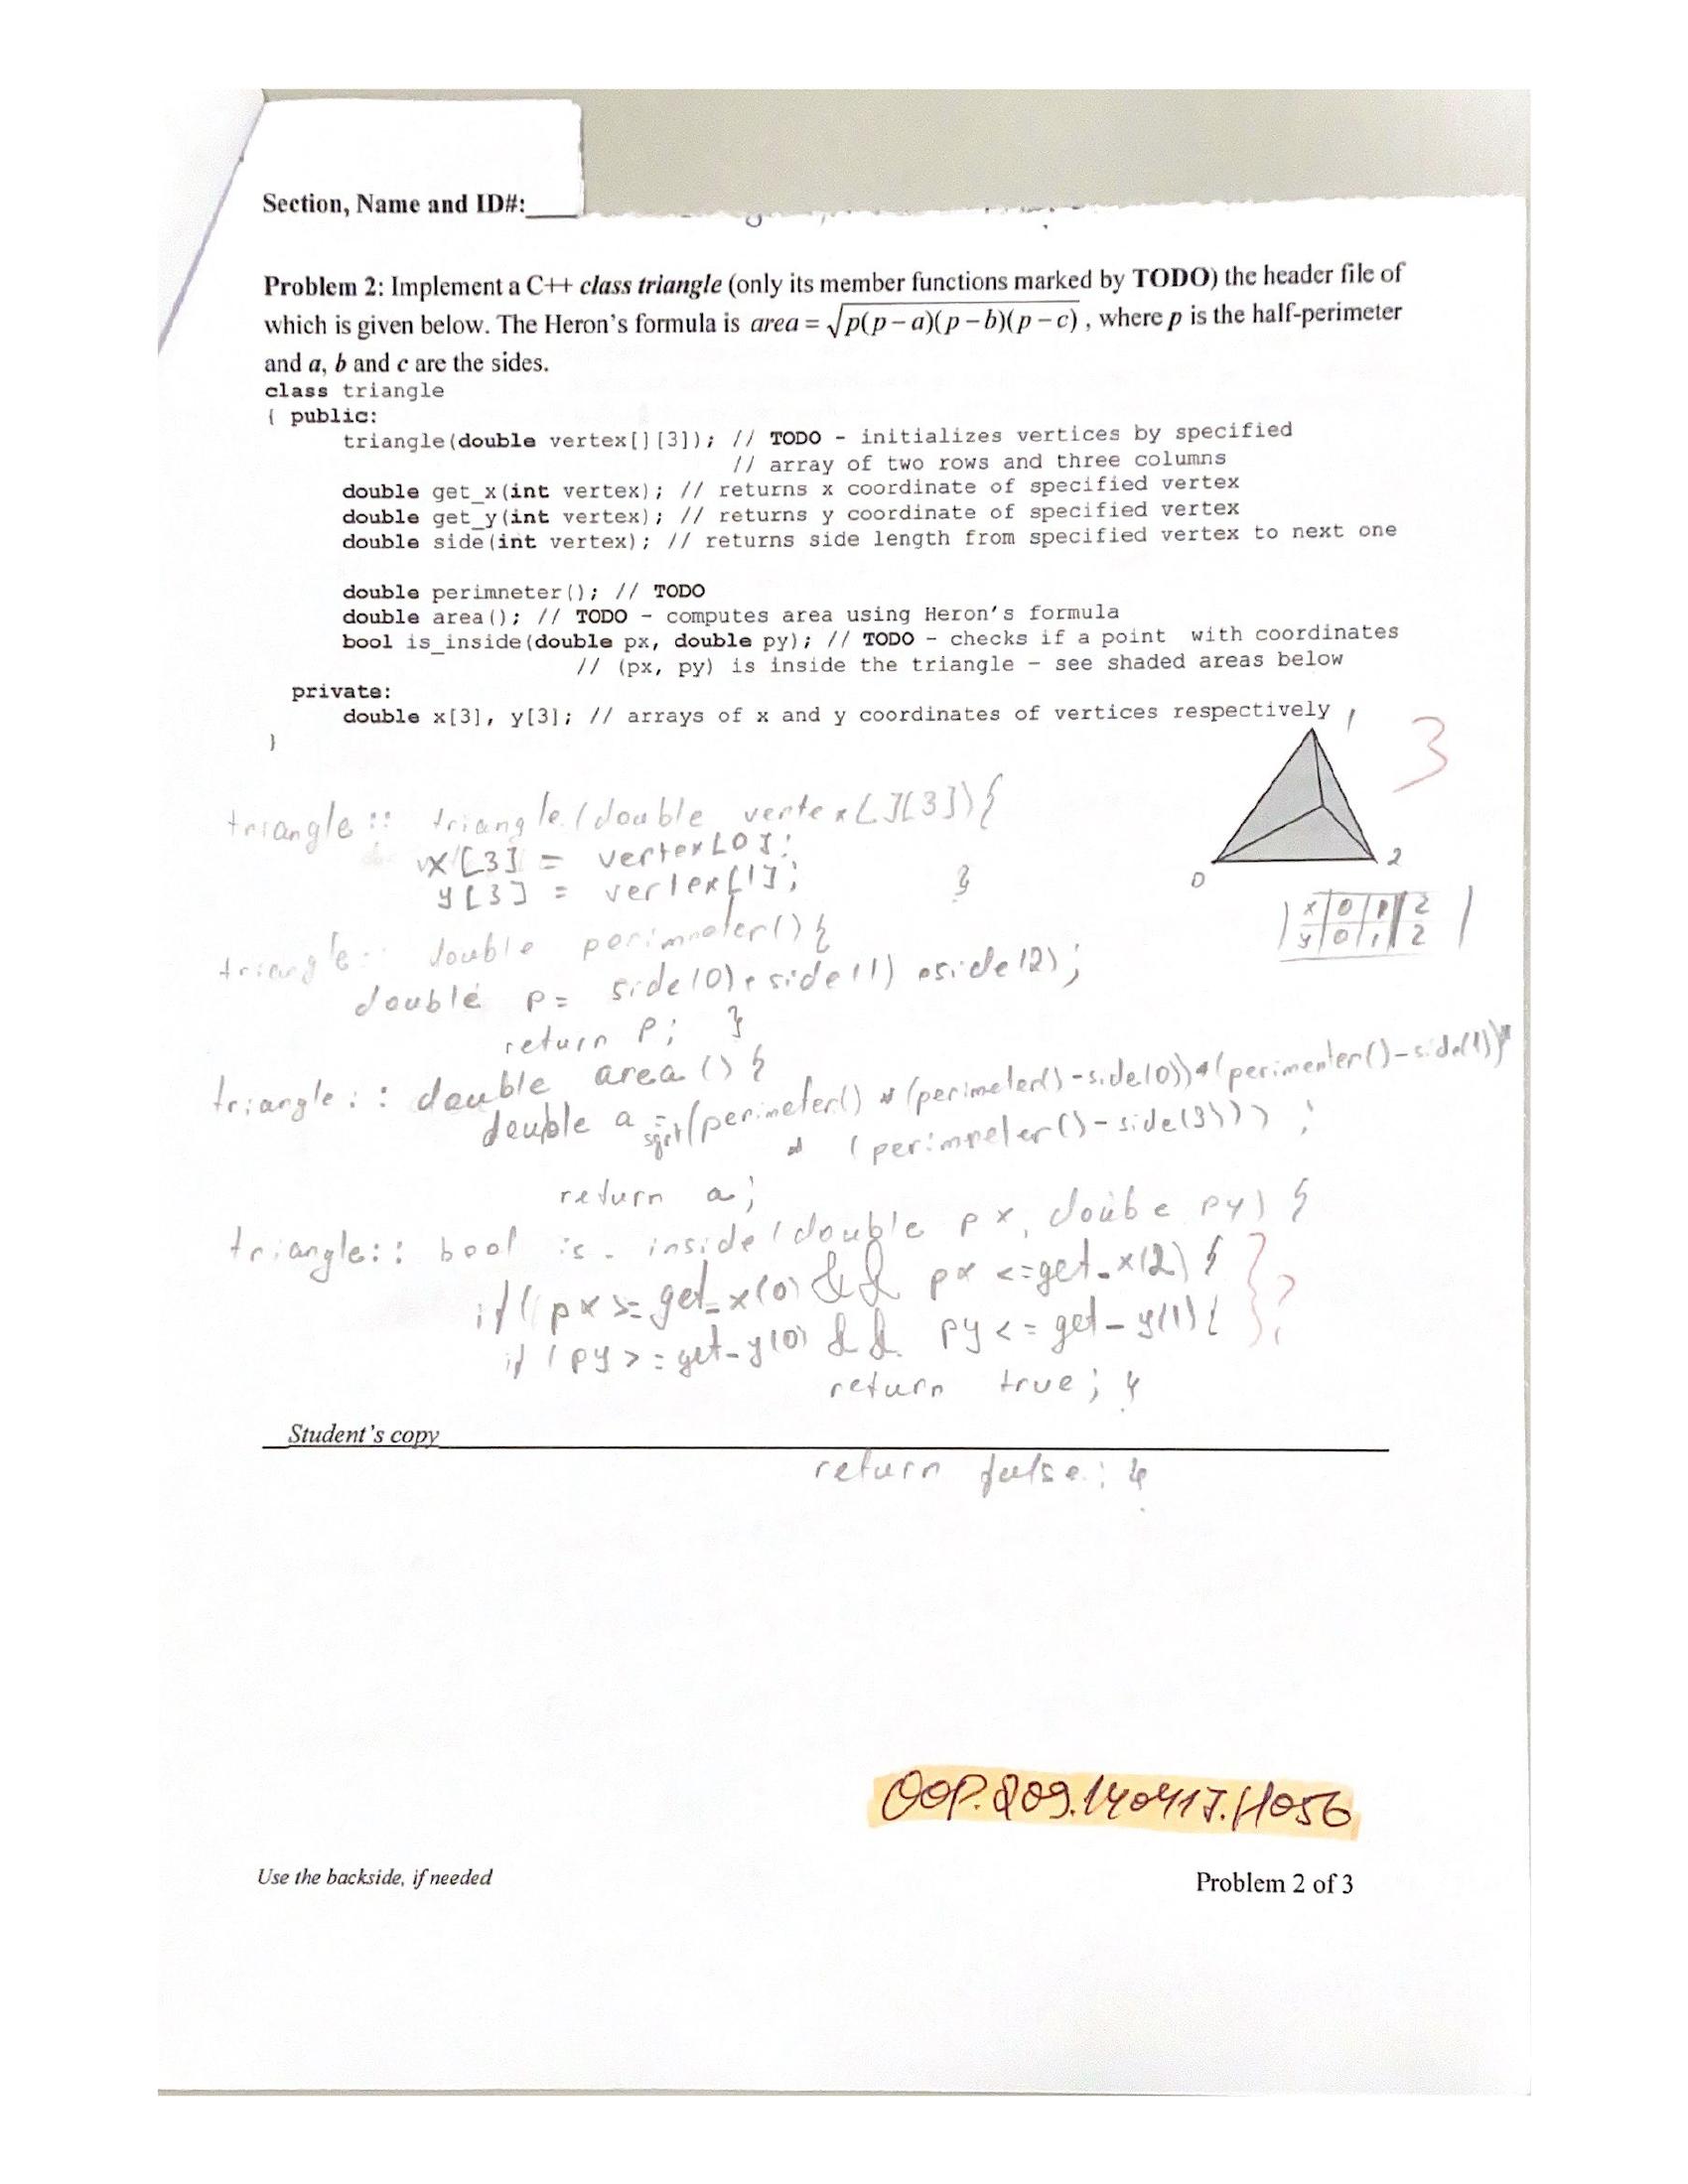 Section, Name and ID#:
Problem 2: Implement a C++ class triangle (only its member functions marked by TODO) the header file of
which is given below. The Heron's formula is area = √p(p − a)(p − b)(p − c) , where p is the half-perimeter
and a, b and c are the sides.
class triangle
{ public:
triangle(double vertex[][3]); // TODO - initializes vertices by specified
// array of two rows and three columns
double get_x(int vertex); // returns x coordinate of specified vertex
double get_y(int vertex); // returns y coordinate of specified vertex
double side(int vertex); // returns side length from specified vertex to next one
double perimneter(); // TODO
double area(); // TODO - computes area using Heron's formula
bool is_inside(double px, double py); // TODO - checks if a point with coordinates
// (px, py) is inside the triangle - see shaded areas below
private:
double x[3], y[3]; // arrays of x and y coordinates of vertices respectively
}
1
3
0
2
x 0 1 2
y 0 1 2
triangle:: triangle(double vertex[][3]){
x[3] = vertex[0];
y[3] = vertex[1]; }
triangle:: double perimneter(){
double p= side(0)+side(1)+side(2);
return p; }
triangle:: double area(){
double a = sqrt(perimeter() * (perimeter()-side(0))*(perimenter()-side(1))*
* (perimneter()-side(3)));
return a;
triangle:: bool is_inside(double px, doube py) {
if(px>=get_x(0) && px <=get_x(2) {
if(py>=get_y(0) && py<=get_y(1){ ?
return true; }
Student's copy
return false; }
OOP.Q09.140417.H056
Use the backside, if needed
Problem 2 of 3